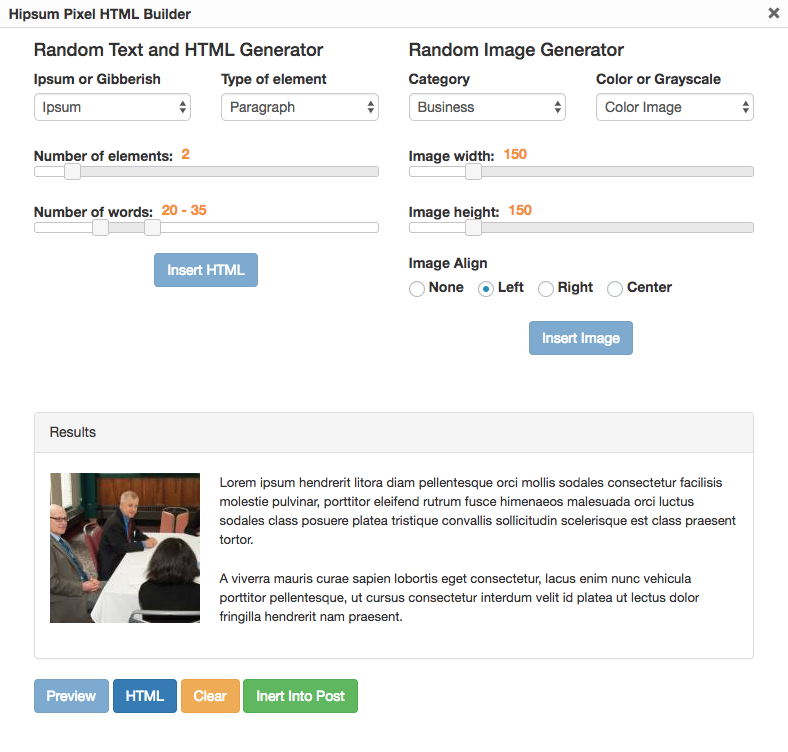 Hipsum Pixel HTML Builder
Random Text and HTML Generator
Ipsum or Gibberish
Type of element
Ipsum
Paragraph
Number of elements: 2
Number of words: 20 - 35
Insert HTML
Random Image Generator
Category
Color or Grayscale
Business
Color Image
Image width: 150
Image height: 150
Image Align
None Left Right Center
Insert Image
Results
Lorem ipsum hendrerit litora diam pellentesque orci mollis sodales consectetur facilisis
molestie pulvinar, porttitor eleifend rutrum fusce himenaeos malesuada orci luctus
sodales class posuere platea tristique convallis sollicitudin scelerisque est class praesent
tortor.
A viverra mauris curae sapien lobortis eget consectetur, lacus enim nunc vehicula
porttitor pellentesque, ut cursus consectetur interdum velit id platea ut lectus dolor
fringilla hendrerit nam praesent.
Preview HTML Clear Inert Into Post